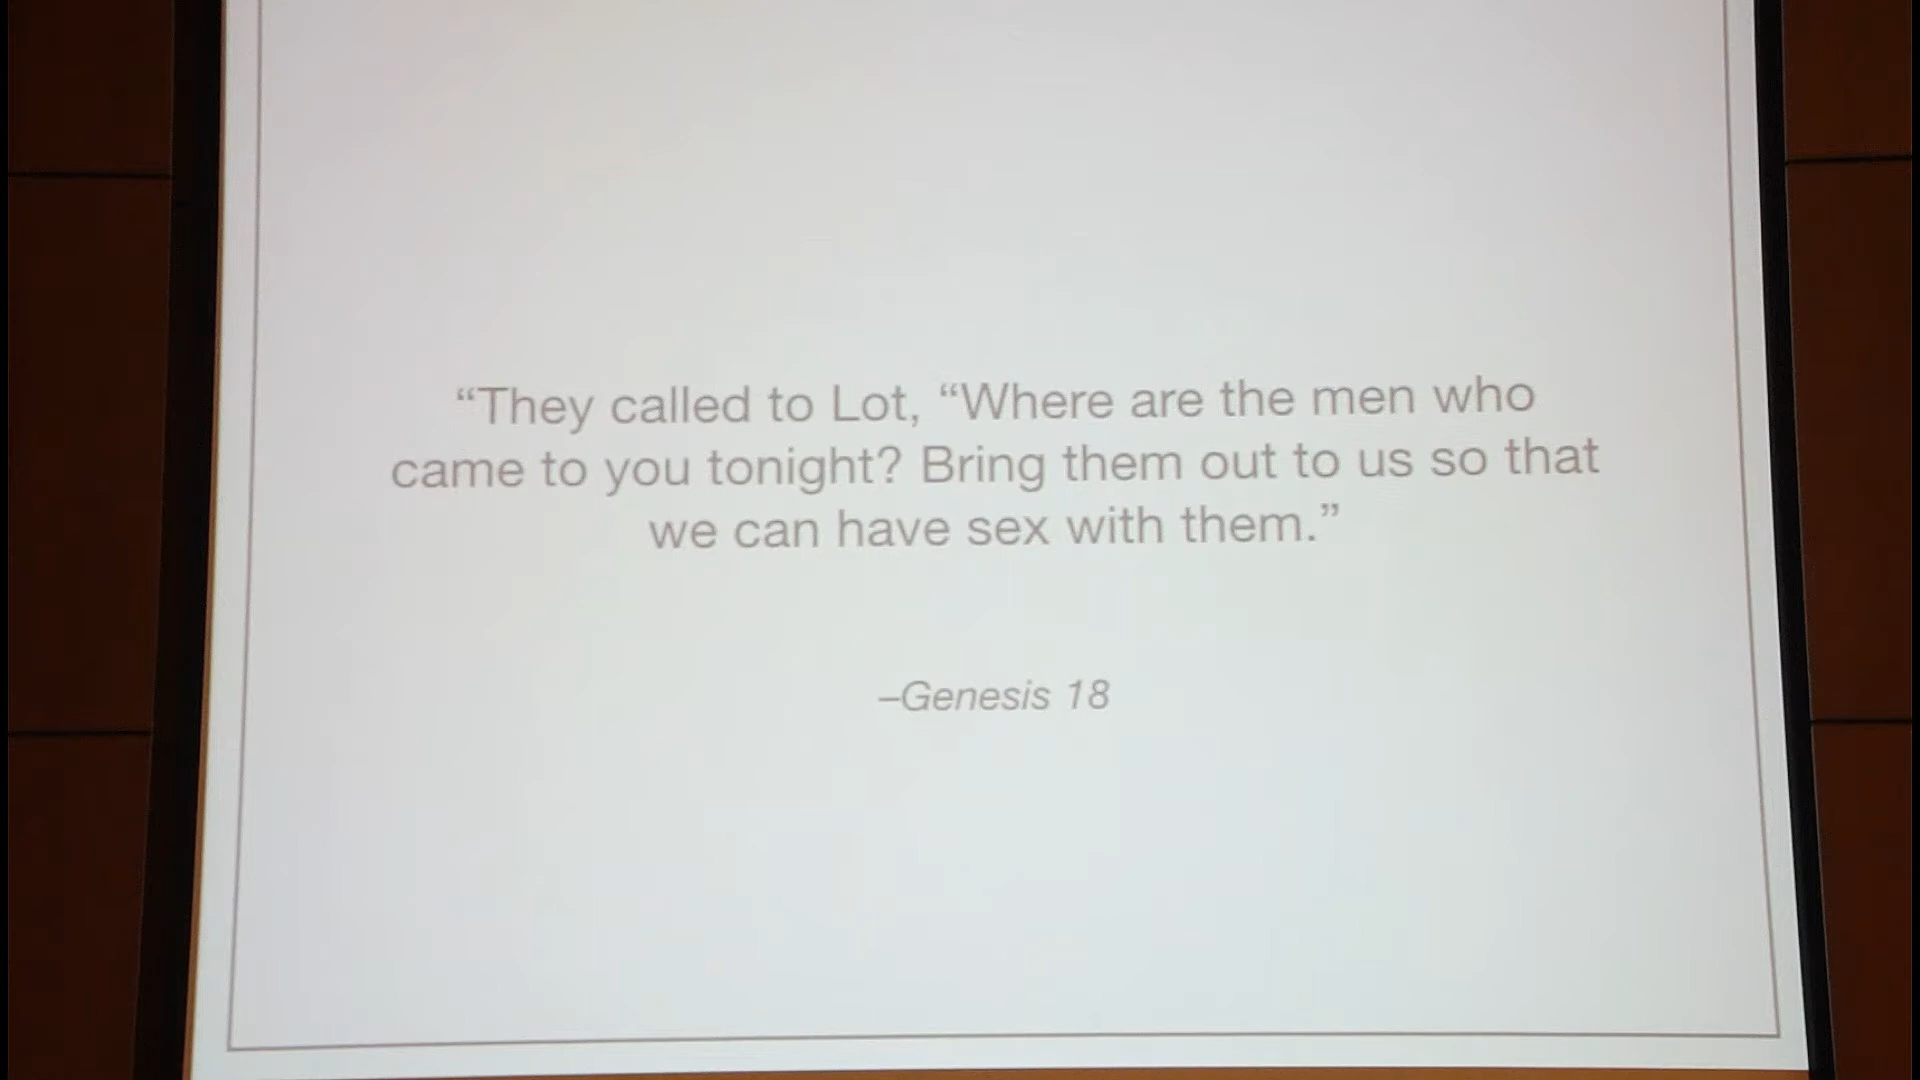 “They called to Lot, “Where are the men who
came to you tonight? Bring them out to us so that
we can have sex with them.”
–Genesis 18